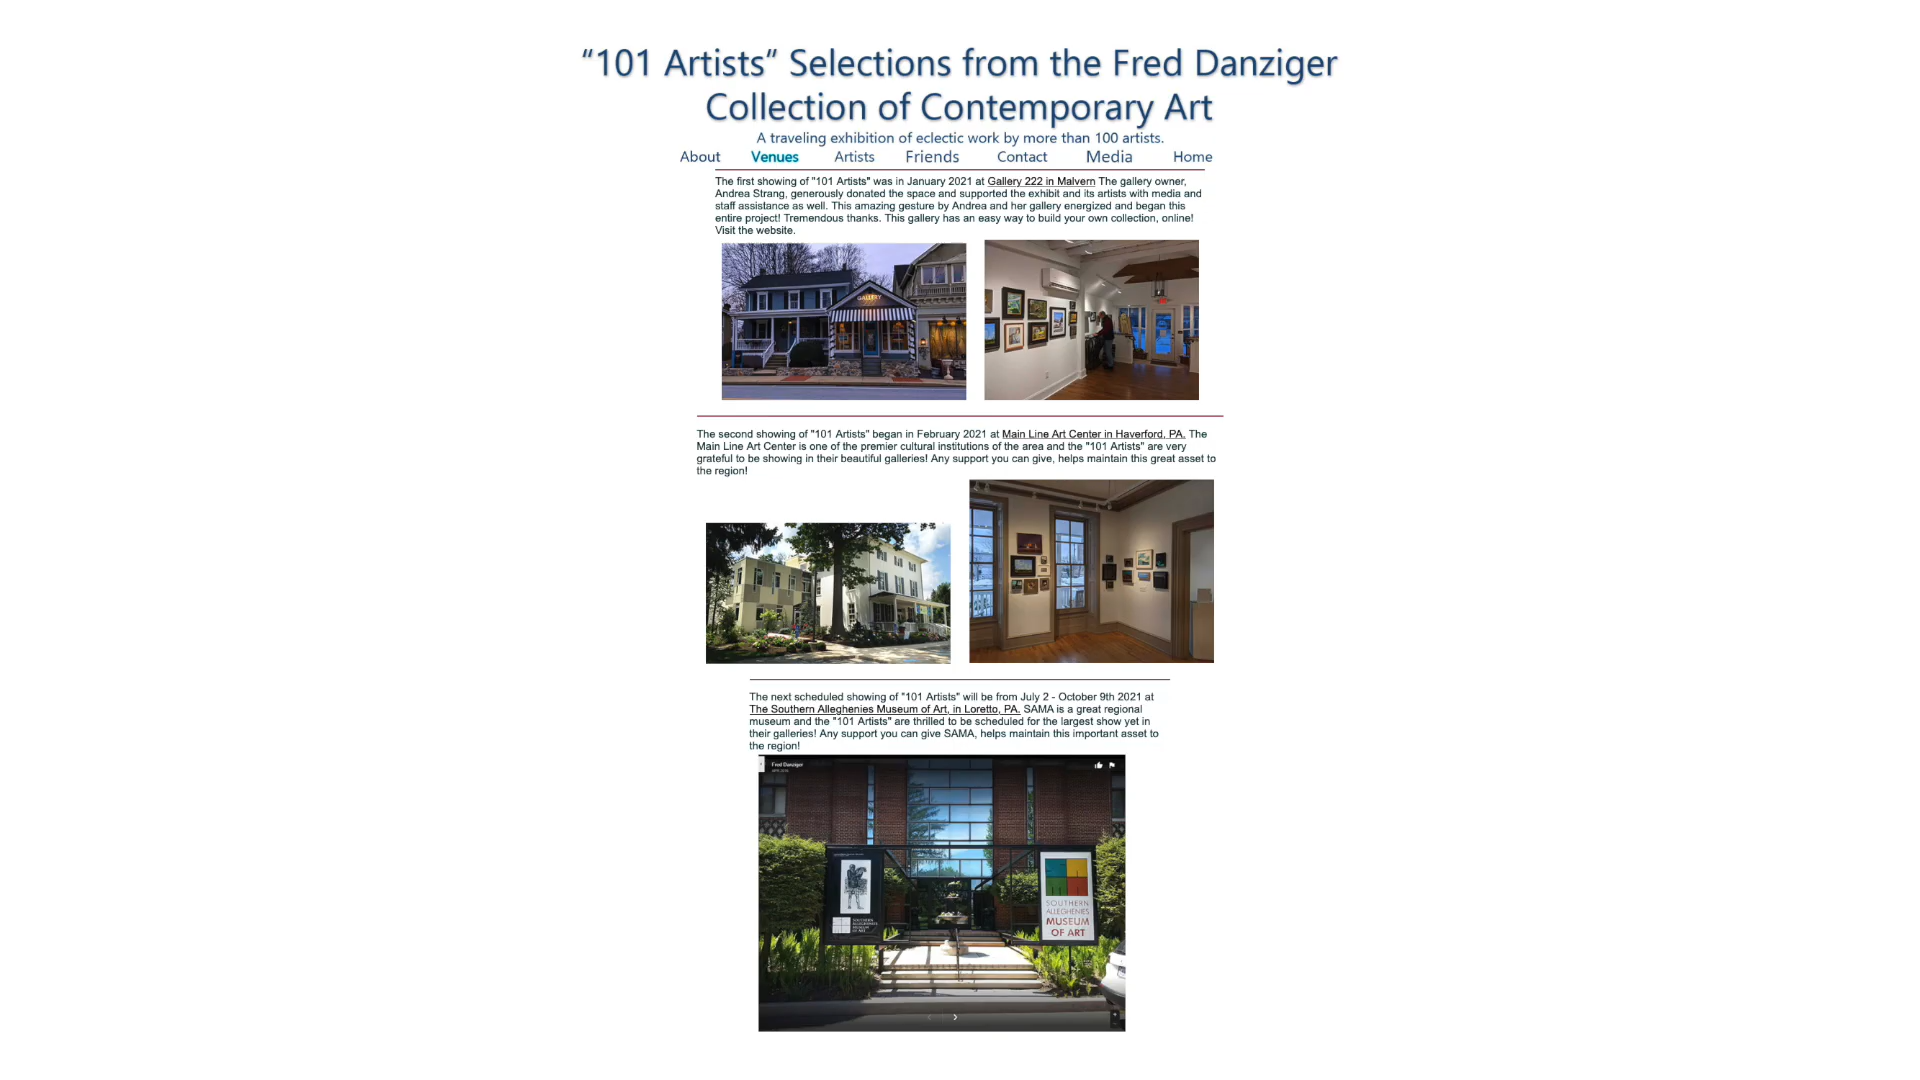 “101 Artists” Selections from the Fred Danziger
Collection of Contemporary Art
A traveling exhibition of eclectic work by more than 100 artists.
About Venues Artists Friends Contact Media Home
The first showing of "101 Artists" was in January 2021 at Gallery 222 in Malvern The gallery owner,
Andrea Strang, generously donated the space and supported the exhibit and its artists with media and
staff assistance as well. This amazing gesture by Andrea and her gallery energized and began this
entire project! Tremendous thanks. This gallery has an easy way to build your own collection, online!
Visit the website.
GALLERY
The second showing of "101 Artists" began in February 2021 at Main Line Art Center in Haverford, PA. The
Main Line Art Center is one of the premier cultural institutions of the area and the "101 Artists" are very
grateful to be showing in their beautiful galleries! Any support you can give, helps maintain this great asset to
the region!
The next scheduled showing of "101 Artists" will be from July 2 - October 9th 2021 at
The Southern Alleghenies Museum of Art, in Loretto, PA. SAMA is a great regional
museum and the "101 Artists" are thrilled to be scheduled for the largest show yet in
their galleries! Any support you can give SAMA, helps maintain this important asset to
the region!
Fred Danziger
SOUTHERN
ALLEGHENIES
MUSEUM
OF ART
SOUTHERN
ALLEGHENIES
MUSEUM
OF ART